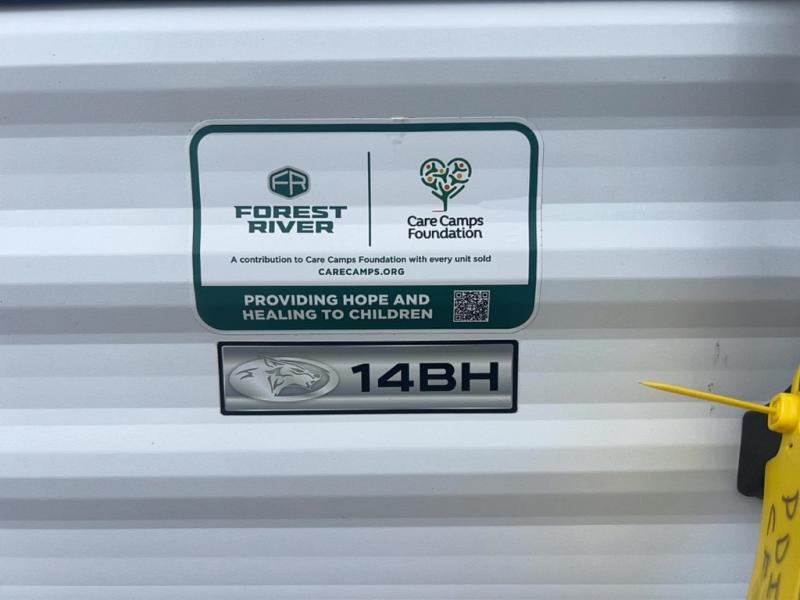 FR
FOREST
RIVER
Care Camps
Foundation
A contribution to Care Camps Foundation with every unit sold
CARECAMPS.ORG
PROVIDING HOPE AND
HEALING TO CHILDREN
14BH
PDI